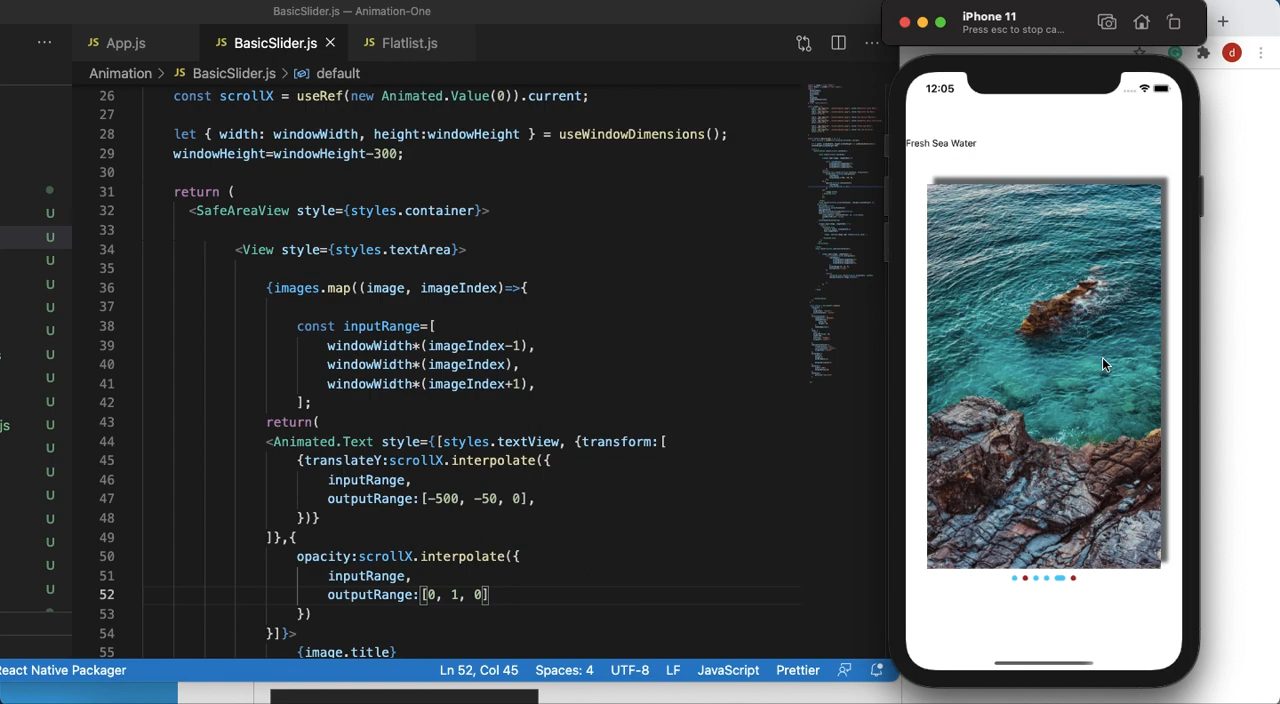 BasicSlider.js — Animation-One
JS App.js
JS BasicSlider.js
JS Flatlist.js
Animation > JS BasicSlider.js > default
26 const scrollX = useRef(new Animated.Value(0)).current;
27
28 let { width: windowWidth, height:windowHeight } = useWindowDimensions();
29 windowHeight=windowHeight-300;
30
31 return (
32 <SafeAreaView style={styles.container}>
33
34 <View style={styles.textArea}>
35
36 {images.map((image, imageIndex)=>{
37
38 const inputRange=[
39 windowWidth*(imageIndex-1),
40 windowWidth*(imageIndex),
41 windowWidth*(imageIndex+1),
42 ];
43 return(
44 <Animated.Text style={[styles.textView, {transform:[
45 {translateY:scrollX.interpolate({
46 inputRange,
47 outputRange:[-500, -50, 0],
48 })}
49 ]},{
50 opacity:scrollX.interpolate({
51 inputRange,
52 outputRange:[0, 1, 0]
53 })
54 }]}>
55 {image.title}
U
U
U
U
U
U
U
U
U
U
js U
U
U
U
U
U
U
React Native Packager
Ln 52, Col 45 Spaces: 4 UTF-8 LF JavaScript Prettier
iPhone 11
Press esc to stop ca...
d
12:05
Fresh Sea Water